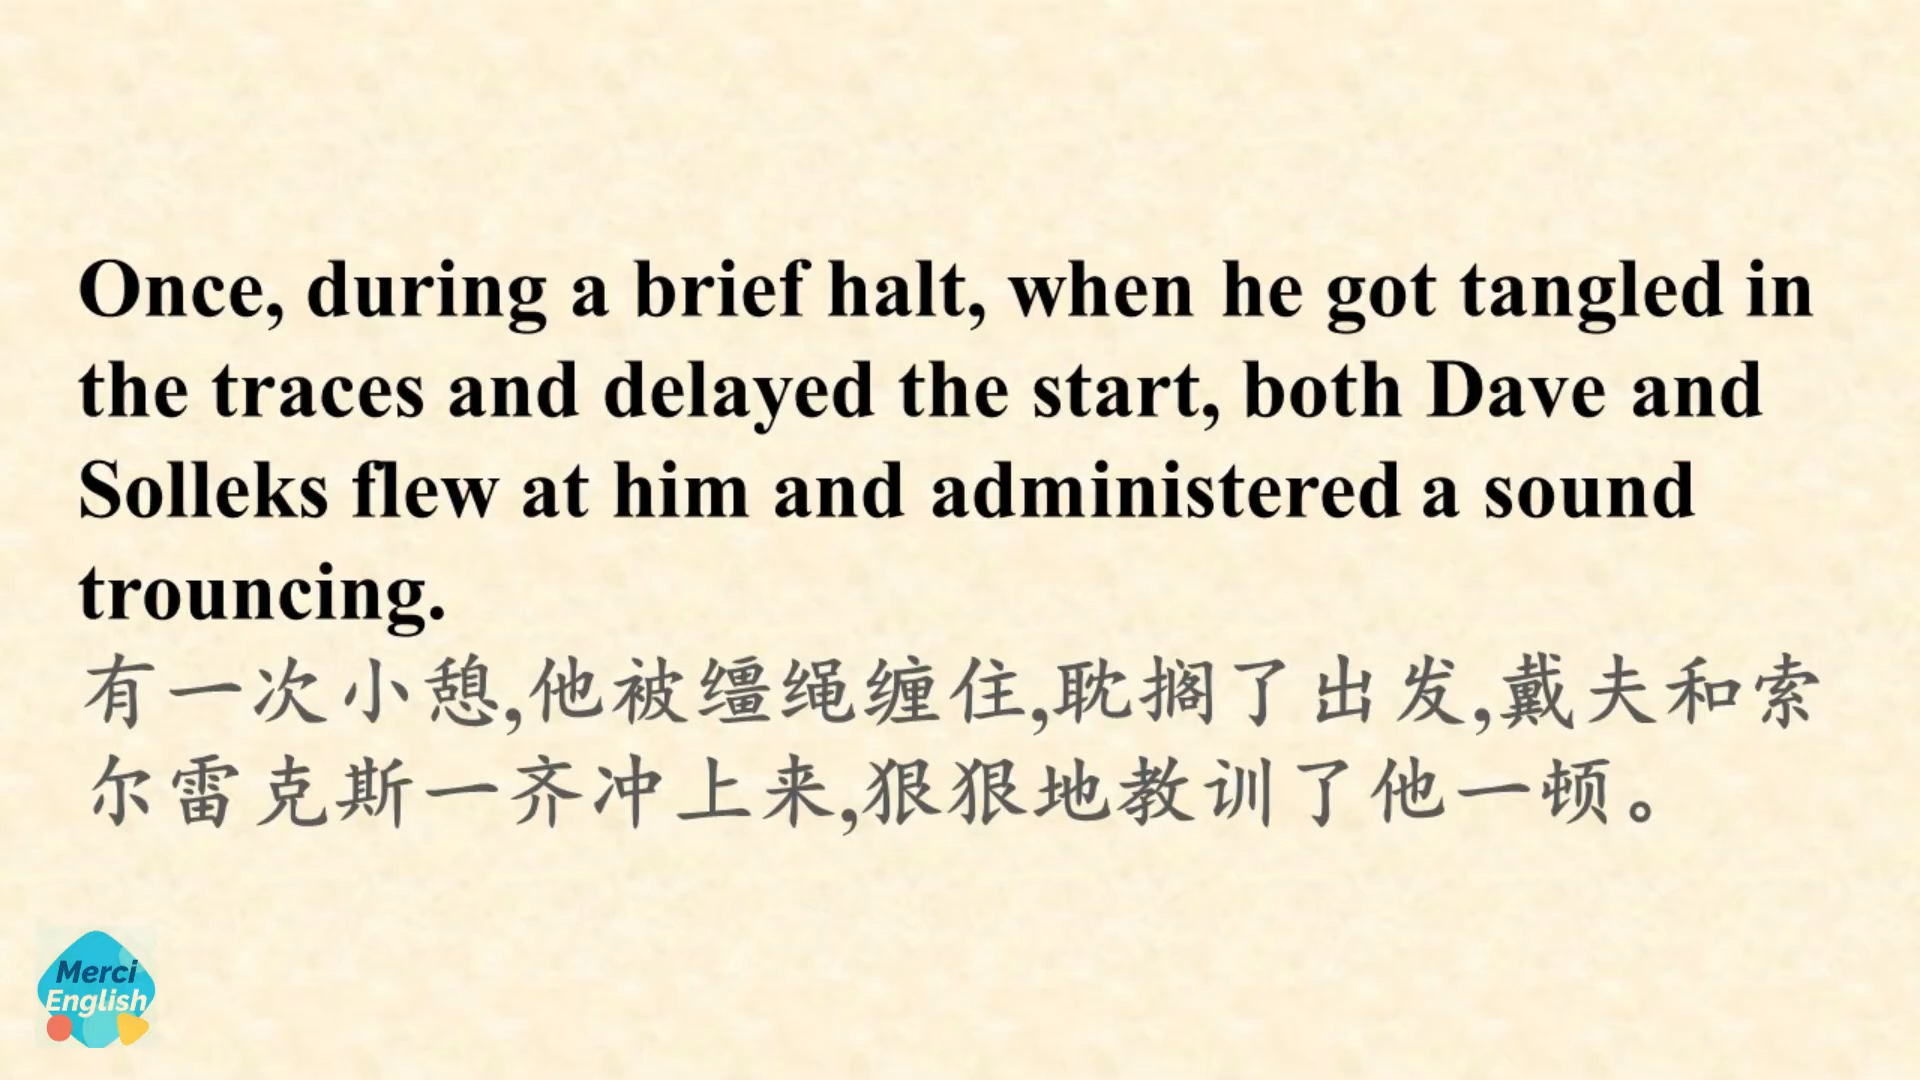 Once, during a brief halt, when he got tangled in
the traces and delayed the start, both Dave and
Solleks flew at him and administered a sound
trouncing.
有一次小憩,他被缰绳缠住,耽搁了出发,戴夫和索
尔雷克斯一齐冲上来,狠狠地教训了他一顿。
Merci
English